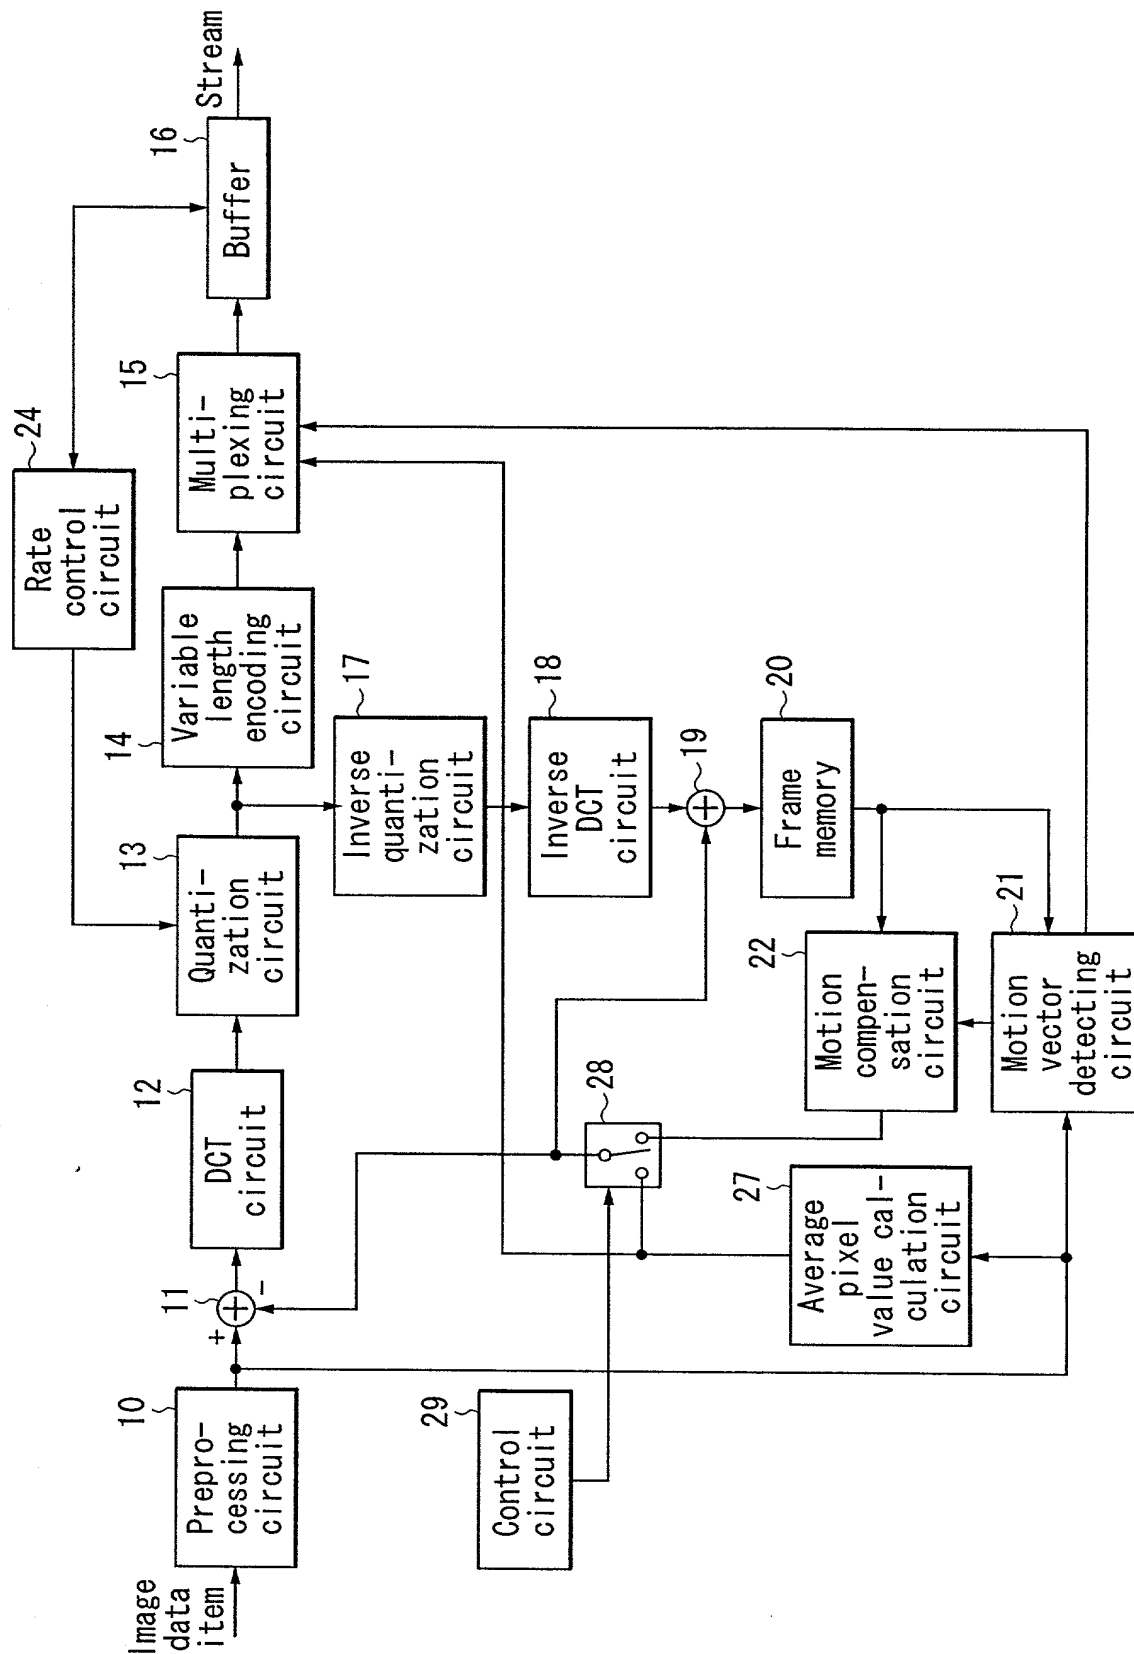 Image
data
item
10
Prepro-
cessing
circuit
11
+
-
12
DCT
circuit
13
Quanti-
zation
circuit
14
Variable
length
encoding
circuit
15
Multi-
plexing
circuit
16
Buffer
Stream
24
Rate
control
circuit
17
Inverse
quanti-
zation
circuit
18
Inverse
DCT
circuit
19
20
Frame
memory
29
Control
circuit
28
22
Motion
compen-
sation
circuit
27
Average
pixel
value cal-
culation
circuit
21
Motion
vector
detecting
circuit